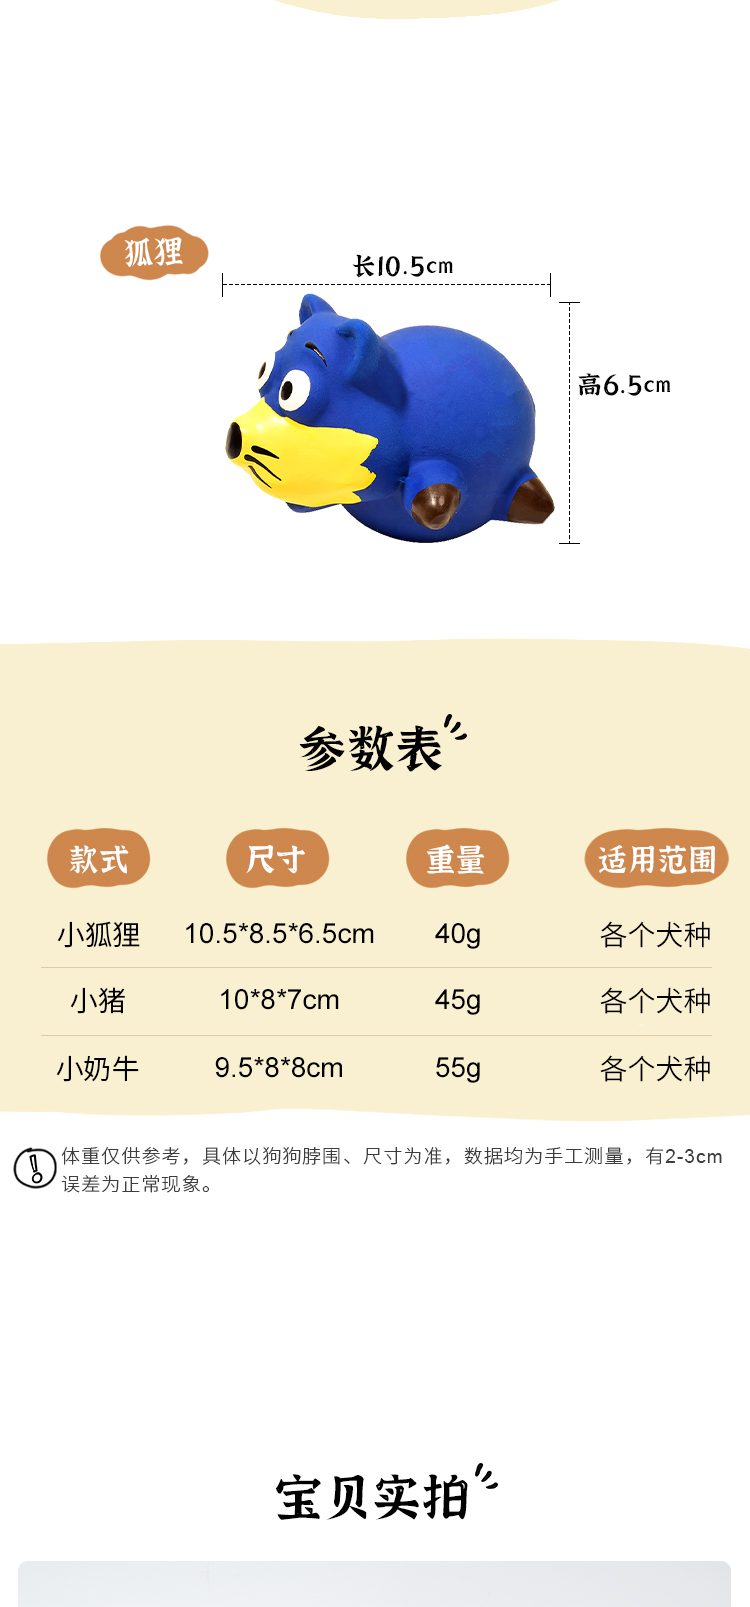 狐狸
长10.5cm
高6.5cm
参数表
款式 尺寸 重量 适用范围
小狐狸 10.5*8.5*6.5cm 40g 各个犬种
小猪 10*8*7cm 45g 各个犬种
小奶牛 9.5*8*8cm 55g 各个犬种
体重仅供参考，具体以狗狗脖围、尺寸为准，数据均为手工测量，有2-3cm
误差为正常现象。
宝贝实拍